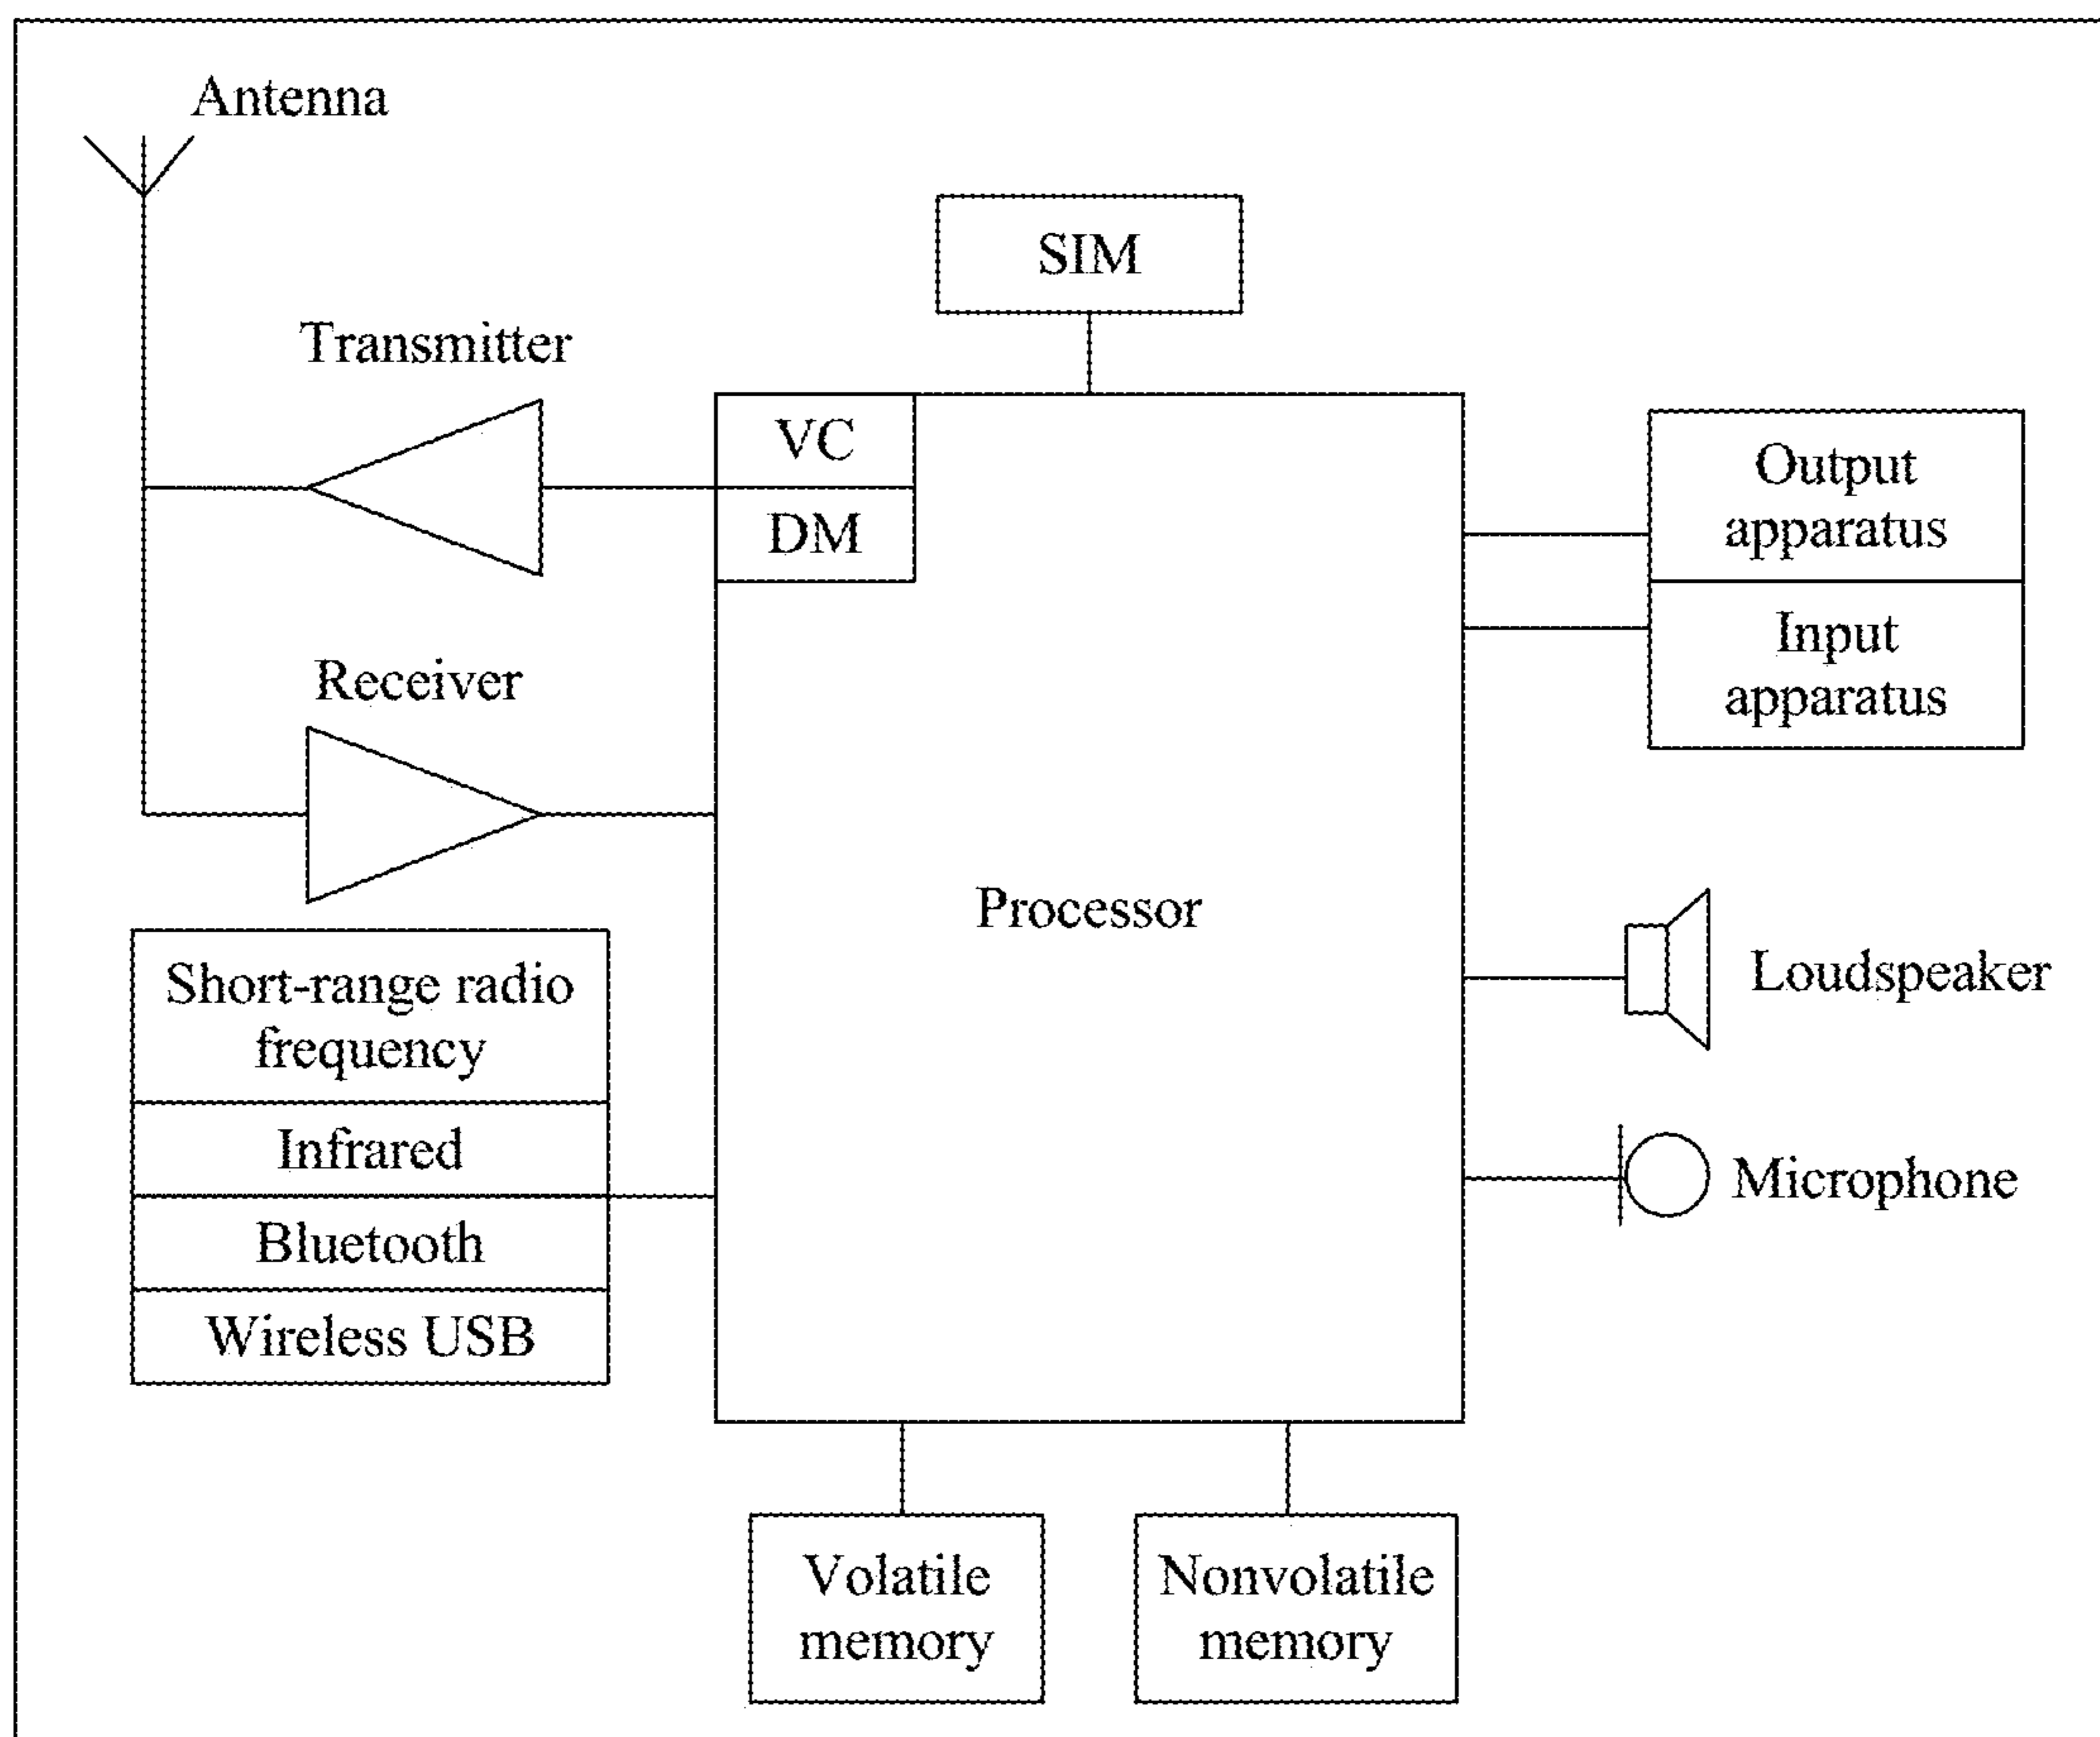 Antenna
SIM
Transmitter
VC
DM
Output
apparatus
Input
apparatus
Receiver
Processor
Loudspeaker
Short-range radio
frequency
Infrared
Bluetooth
Wireless USB
Microphone
Volatile
memory
Nonvolatile
memory